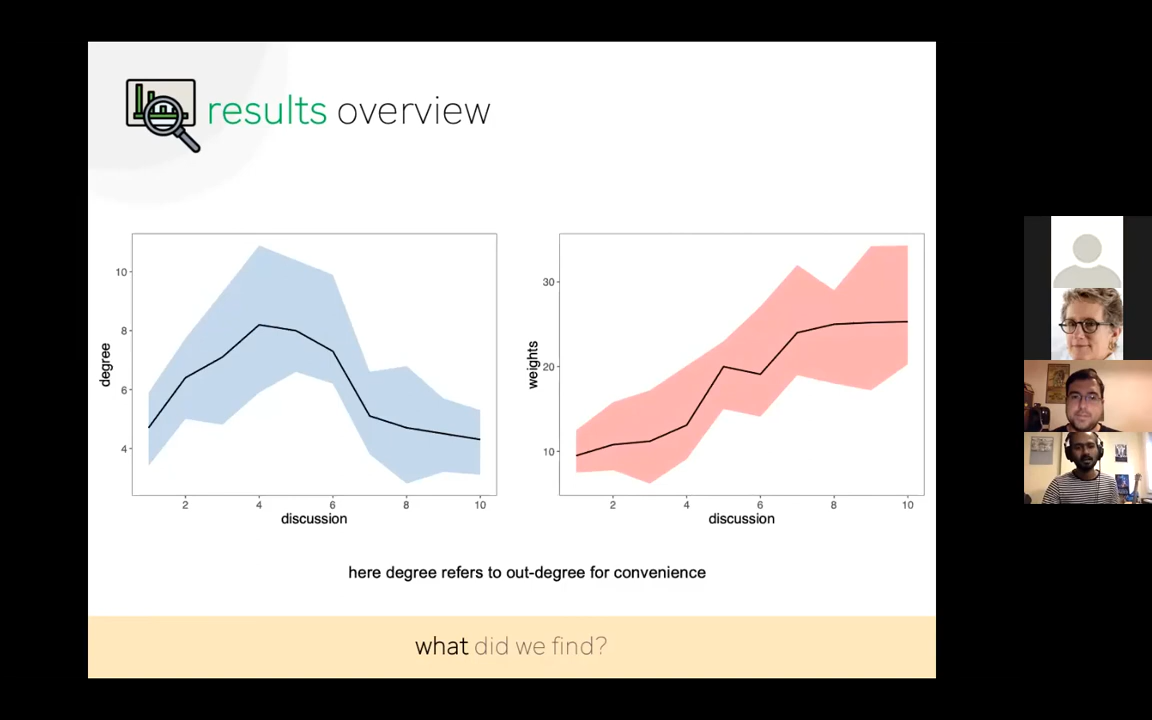 results overview
10
8
6
4
degree
2
4
6
8
10
discussion
30
20
10
weights
2
4
6
8
10
discussion
here degree refers to out-degree for convenience
what did we find?